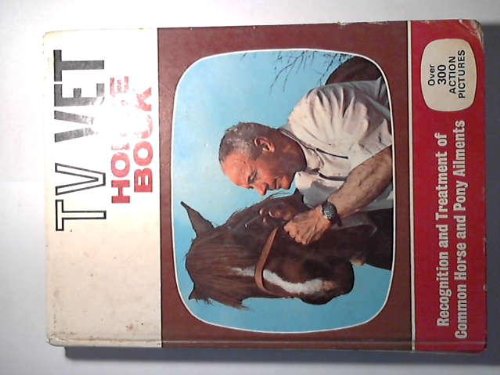 TV VET
HORSE
BOOK
Over
300
ACTION
PICTURES
Recognition and Treatment of
Common Horse and Pony Ailments